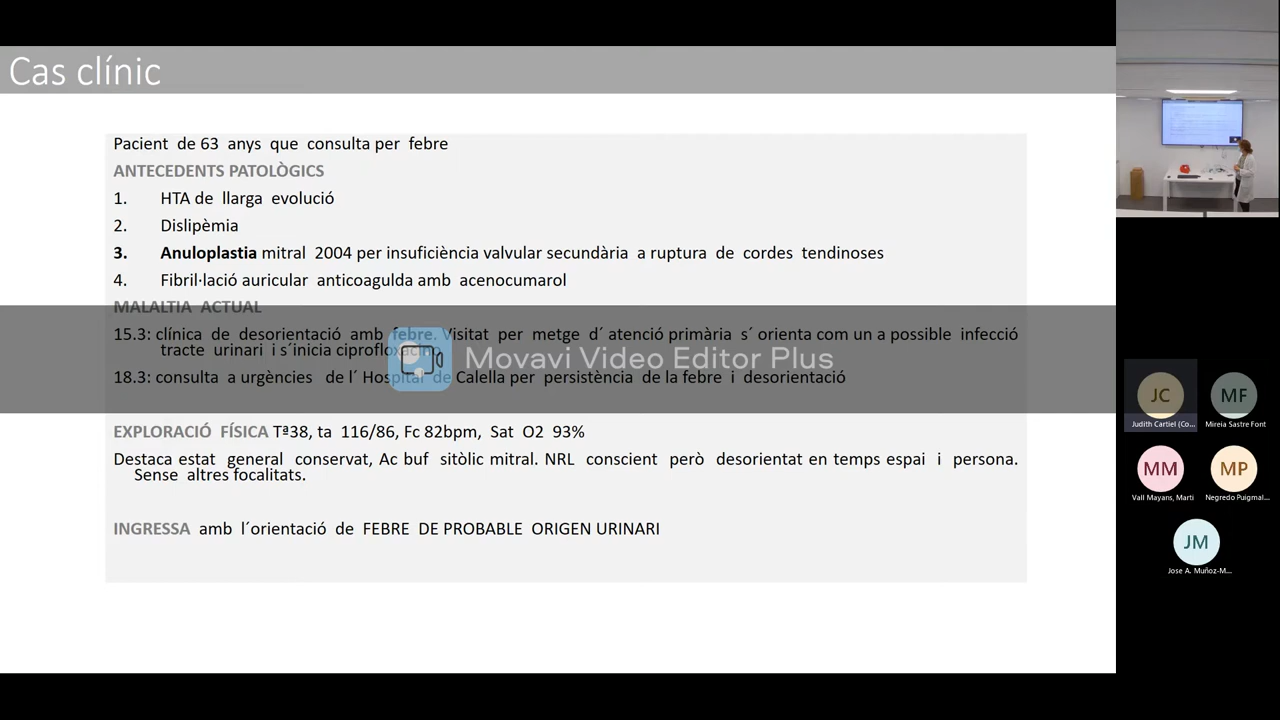 Cas clínic
Pacient de 63 anys que consulta per febre
ANTECEDENTS PATOLÒGICS
1. HTA de llarga evolució
2. Dislipèmia
3. Anuloplastia mitral 2004 per insuficiència valvular secundària a ruptura de cordes tendinoses
4. Fibril·lació auricular anticoagulda amb acenocumarol
MALALTIA ACTUAL
15.3: clínica de desorientació amb febre. Visitat per metge d´ atenció primària s´ orienta com un a possible infecció
tracte urinari i s´inicia ciprofloxacino
18.3: consulta a urgències de l´ Hospital de Calella per persistència de la febre i desorientació
Movavi Video Editor Plus
EXPLORACIÓ FÍSICA Tª38, ta 116/86, Fc 82bpm, Sat O2 93%
Destaca estat general conservat, Ac buf sitòlic mitral. NRL conscient però desorientat en temps espai i persona.
Sense altres focalitats.
INGRESSA amb l´orientació de FEBRE DE PROBABLE ORIGEN URINARI
JC
Judith Cartiel (Co...
MF
Mireia Sastre Font
MM
Vall Mayans, Martí
MP
Negredo Puigmal...
JM
Jose A. Muñoz-M...